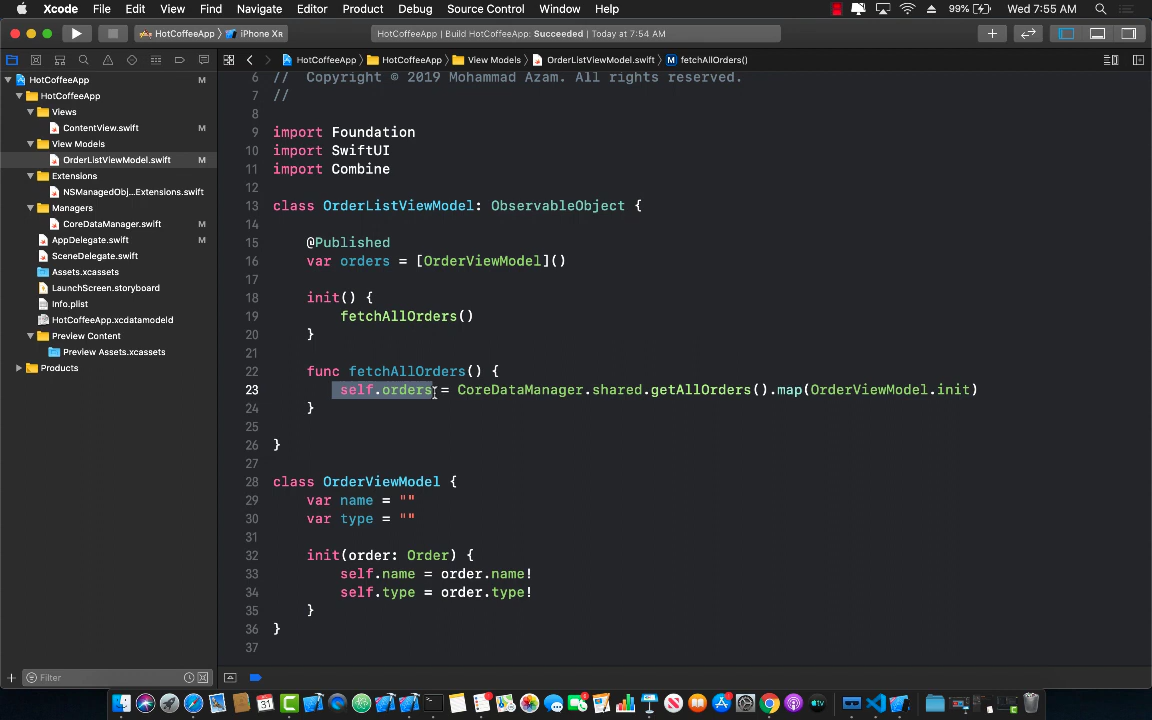 Xcode File Edit View Find Navigate Editor Product Debug Source Control Window Help 99% Wed 7:55 AM
HotCoffeeApp iPhone Xʀ HotCoffeeApp | Build HotCoffeeApp: Succeeded | Today at 7:54 AM
HotCoffeeApp HotCoffeeApp View Models OrderListViewModel.swift M fetchAllOrders()
HotCoffeeApp M
HotCoffeeApp
Views
ContentView.swift M
View Models
OrderListViewModel.swift M
Extensions
NSManagedObj...Extensions.swift
Managers
CoreDataManager.swift M
AppDelegate.swift M
SceneDelegate.swift
Assets.xcassets
LaunchScreen.storyboard
Info.plist
HotCoffeeApp.xcdatamodeld
Preview Content
Preview Assets.xcassets
Products
Filter
6 // Copyright © 2019 Mohammad Azam. All rights reserved.
7 //
8
9 import Foundation
10 import SwiftUI
11 import Combine
12
13 class OrderListViewModel: ObservableObject {
14
15 @Published
16 var orders = [OrderViewModel]()
17
18 init() {
19 fetchAllOrders()
20 }
21
22 func fetchAllOrders() {
23 self.orders = CoreDataManager.shared.getAllOrders().map(OrderViewModel.init)
24 }
25
26 }
27
28 class OrderViewModel {
29 var name = ""
30 var type = ""
31
32 init(order: Order) {
33 self.name = order.name!
34 self.type = order.type!
35 }
36 }
37